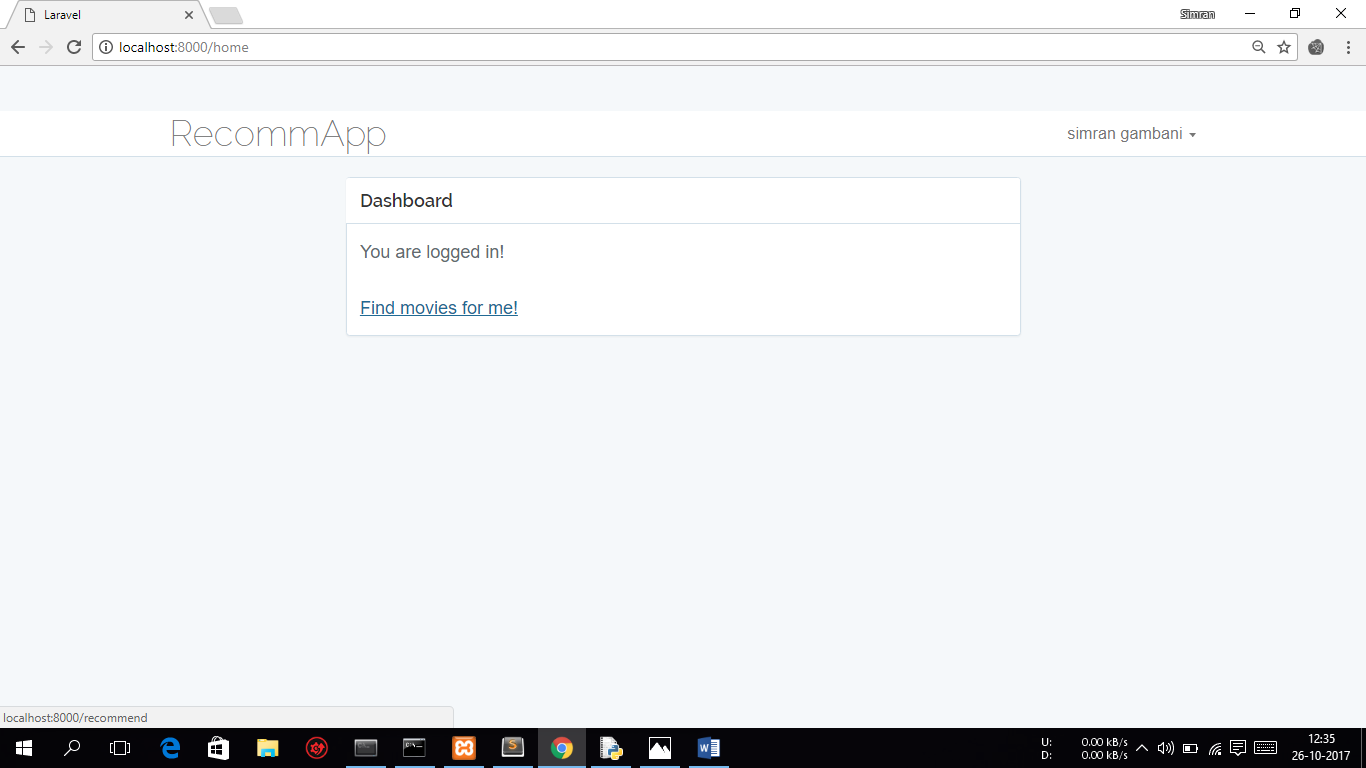 Laravel
Simran
localhost:8000/home
RecommApp
simran gambani
Dashboard
You are logged in!
Find movies for me!
localhost:8000/recommend
U: 0.00 kB/s
D: 0.00 kB/s
12:35
26-10-2017